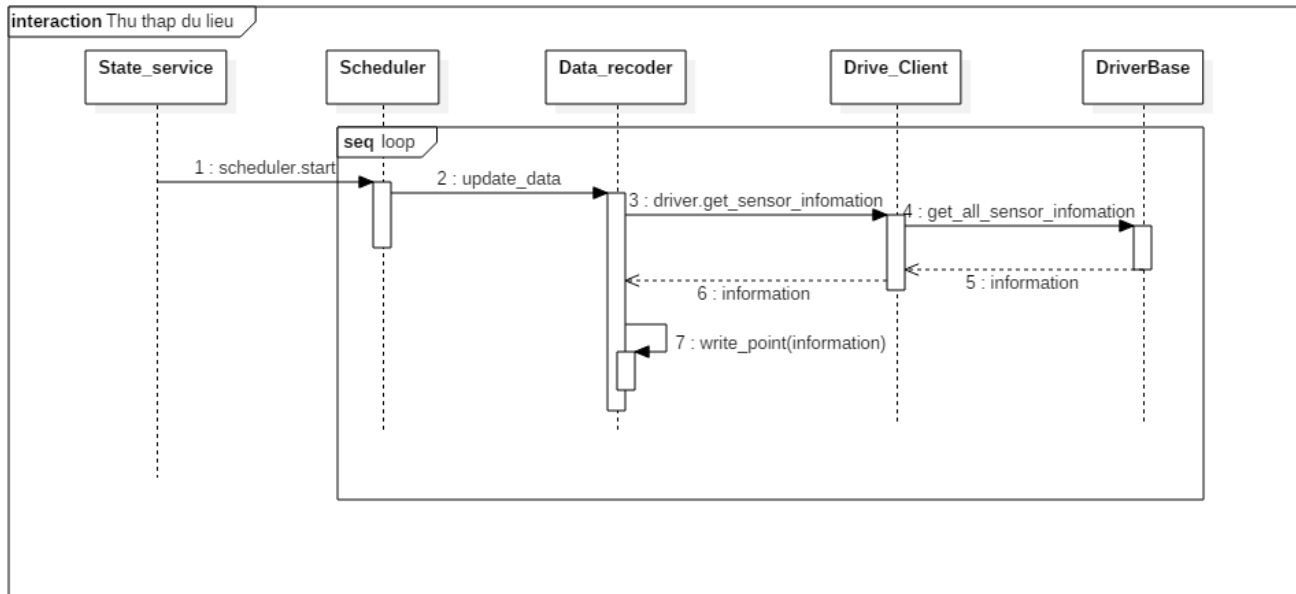 interaction Thu thap du lieu
State_service
Scheduler
Data_recoder
Drive_Client
DriverBase
seq loop
1 : scheduler.start
2 : update_data
3 : driver.get_sensor_infomation
4 : get_all_sensor_infomation
5 : information
6 : information
7 : write_point(information)